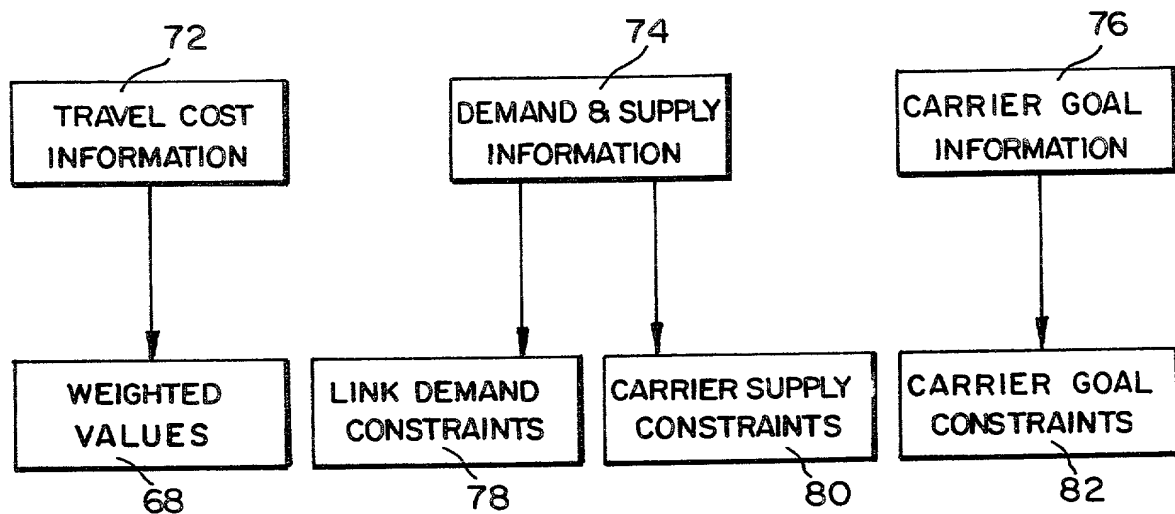 72
74
76
TRAVEL COST
INFORMATION
DEMAND & SUPPLY
INFORMATION
CARRIER GOAL
INFORMATION
WEIGHTED
VALUES
LINK DEMAND
CONSTRAINTS
CARRIER SUPPLY
CONSTRAINTS
CARRIER GOAL
CONSTRAINTS
68
78
80
82